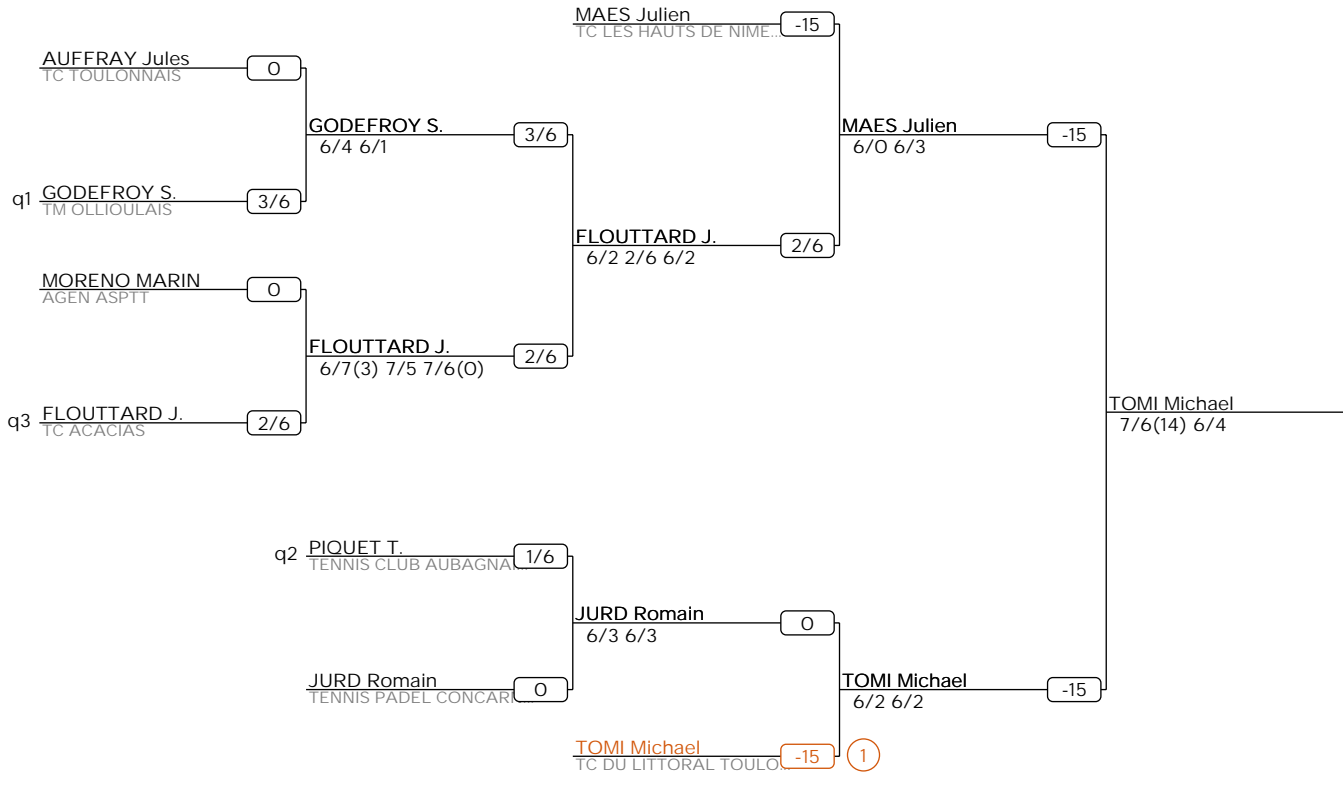 MAES Julien
-15
TC LES HAUTS DE NIME...
AUFFRAY Jules
0
TC TOULONNAIS
GODEFROY S.
3/6
6/4 6/1
MAES Julien
-15
6/0 6/3
q1 GODEFROY S.
3/6
TM OLLIOULAIS
FLOUTTARD J.
2/6
6/2 2/6 6/2
MORENO MARIN
0
AGEN ASPTT
FLOUTTARD J.
2/6
6/7(3) 7/5 7/6(0)
q3 FLOUTTARD J.
2/6
TC ACACIAS
TOMI Michael
7/6(14) 6/4
q2 PIQUET T.
1/6
TENNIS CLUB AUBAGNA...
JURD Romain
0
6/3 6/3
JURD Romain
0
TENNIS PADEL CONCAR
TOMI Michael
-15
6/2 6/2
TOMI Michael
-15
1
TC DU LITTORAL TOULO...